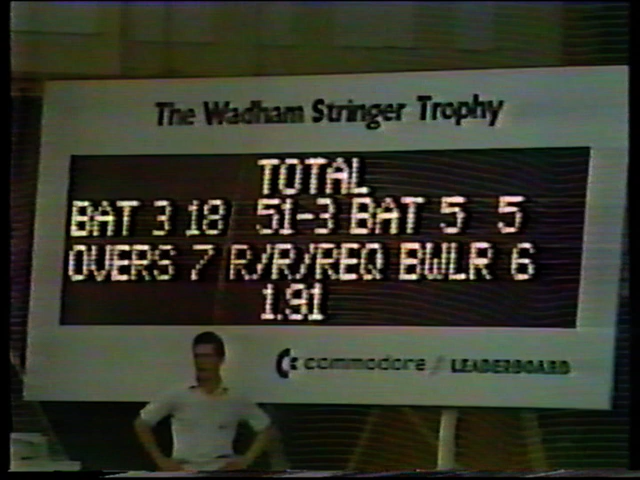 The Wadham Stringer Trophy
TOTAL
BAT 3 18 51-3 BAT 5 5
OVERS 7 R/R/REQ BWLR 6
1.91
commodore / LEADERBOARD